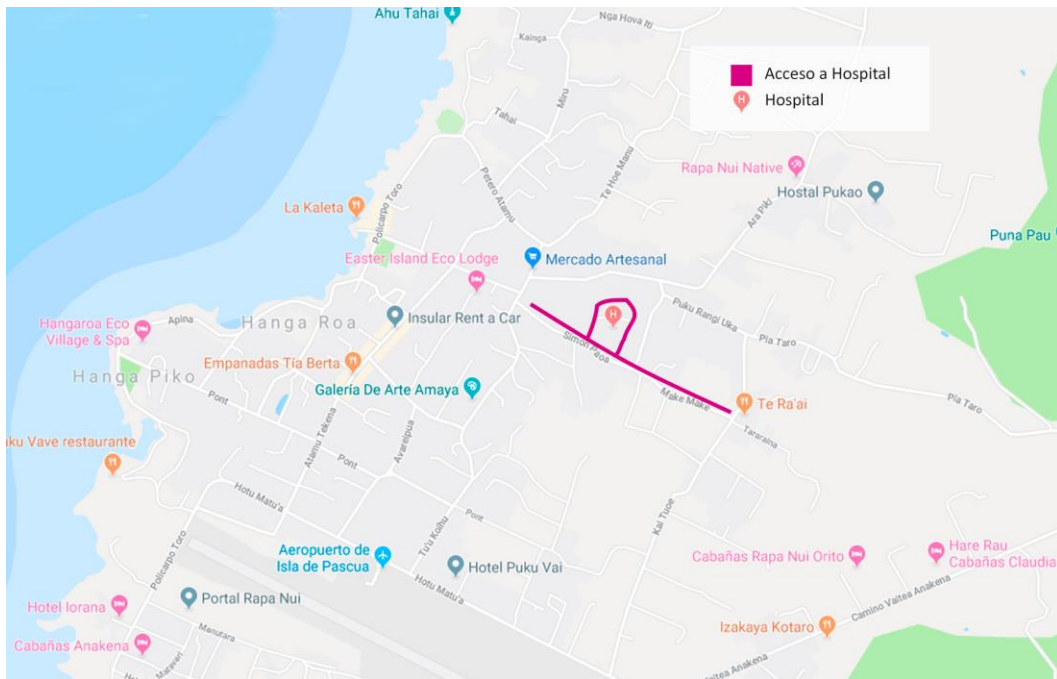 Ahu Tahai
Nga Hova Iti
Kainga
Acceso a Hospital
Hospital
Miru
Tahai
Te Hoe Manu
Petero Atamu
Rapa Nui Native
Hostal Pukao
Ara Piki
La Kaleta
Policarpo Toro
Puna Pau
Easter Island Eco Lodge
Mercado Artesanal
H
Puku Rangi Uka
Pia Taro
Apina
Hanga Roa
Insular Rent a Car
Simon Paoa
Hangaroa Eco
Village & Spa
Empanadas Tía Berta
Hanga Piko
Galería De Arte Amaya
Make Make
Te Ra'ai
Pia Taro
Pont
Tararaina
uku Vave restaurante
Atamu Tekena
Avareipua
Pont
Hotu Matu'a
Pont
Kai Tuoe
Tu'u Koihu
Policarpo Toro
Aeropuerto de
Isla de Pascua
Hotel Puku Vai
Cabañas Rapa Nui Orito
Hare Rau
Cabañas Claudia
Hotu Matu'a
Portal Rapa Nui
Hotel Iorana
Camino Vaitea Anakena
Manutara
Izakaya Kotaro
Cabañas Anakena
Mataveri
Vaitea Anakena